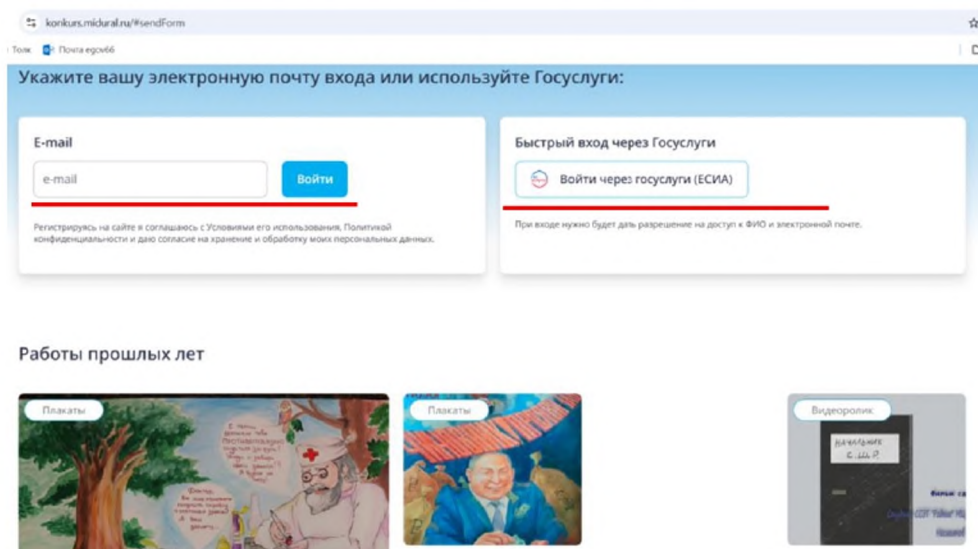 konkurs.midural.ru/#sendForm
Толк Почта egov66
Укажите вашу электронную почту входа или используйте Госуслуги:
E-mail
e-mail
Войти
Регистрируясь на сайте я соглашаюсь с Условиями его использования, Политикой
конфиденциальности и даю согласие на хранение и обработку моих персональных данных.
Быстрый вход через Госуслуги
Войти через госуслуги (ЕСИА)
При входе нужно будет дать разрешение на доступ к ФИО и электронной почте.
Работы прошлых лет
Плакаты
Плакаты
Видеоролик
НАЧАЛЬНИК